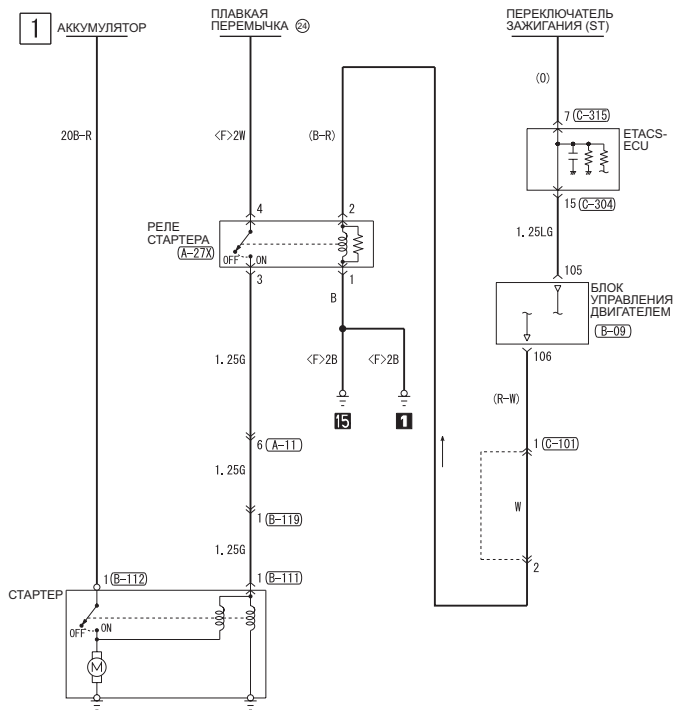 1
АККУМУЛЯТОР
ПЛАВКАЯ
ПЕРЕМЫЧКА 24
ПЕРЕКЛЮЧАТЕЛЬ
ЗАЖИГАНИЯ (ST)
(O)
7 (C-315)
20B-R
<F>2W
(B-R)
ETACS-
ECU
15 (C-304)
4
2
РЕЛЕ
СТАРТЕРА
(A-27X)
OFF
ON
1.25LG
3
1
105
B
БЛОК
УПРАВЛЕНИЯ
ДВИГАТЕЛЕМ
(B-09)
106
1.25G
<F>2B
<F>2B
(R-W)
15
1
6 (A-11)
1 (C-101)
1.25G
W
1 (B-119)
1.25G
2
1 (B-112)
1 (B-111)
СТАРТЕР
OFF
ON
M